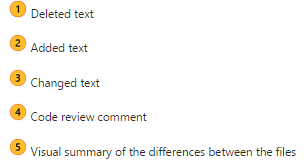 1 Deleted text
2 Added text
3 Changed text
4 Code review comment
5 Visual summary of the differences between the files